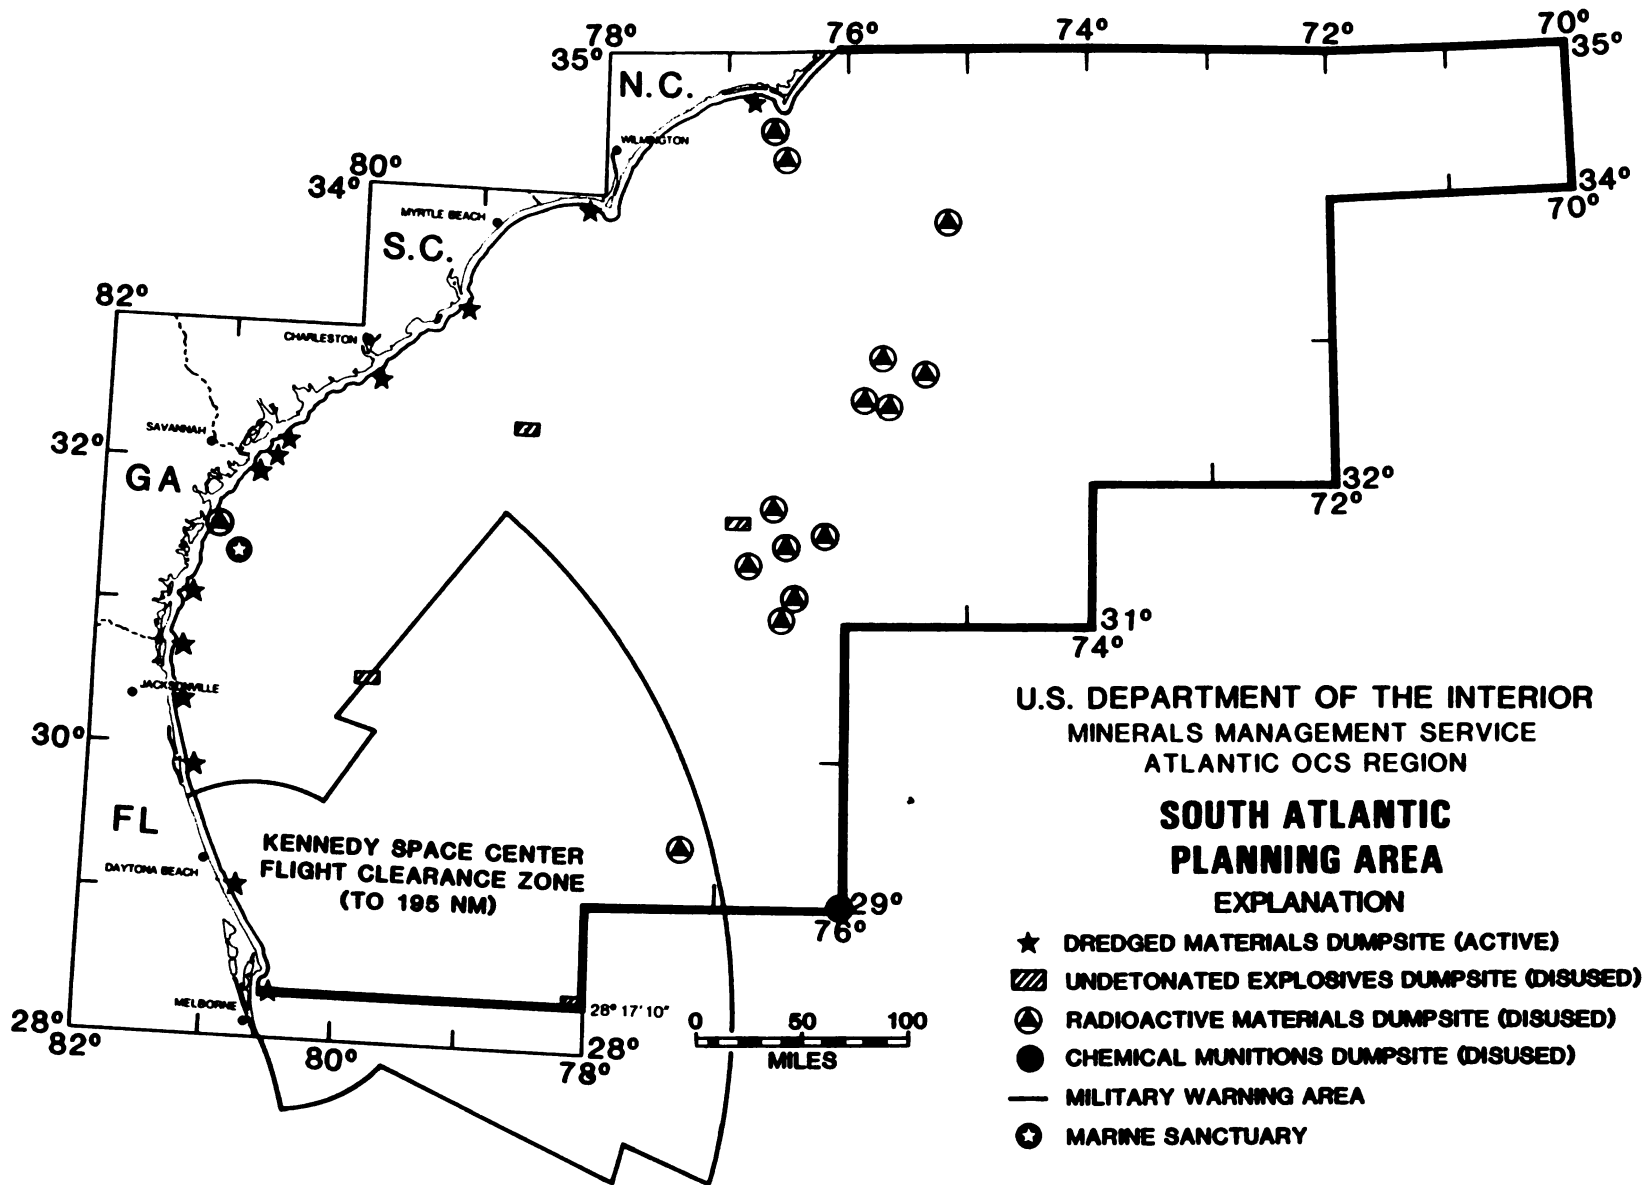 78° 76° 74° 72° 70°
35° 35°
N.C.
WILMINGTON
80°
34° 34°
70°
MYRTLE BEACH
S.C.
82°
CHARLESTON
SAVANNAH
32° 32°
72°
GA
31°
74°
JACKSONVILLE
30°
FL
DAYTONA BEACH
KENNEDY SPACE CENTER
FLIGHT CLEARANCE ZONE
(TO 195 NM)
29°
76°
MELBORNE
28° 17'10"
28° 28°
82° 80° 78°
0 50 100
MILES
U.S. DEPARTMENT OF THE INTERIOR
MINERALS MANAGEMENT SERVICE
ATLANTIC OCS REGION
SOUTH ATLANTIC
PLANNING AREA
EXPLANATION
DREDGED MATERIALS DUMPSITE (ACTIVE)
UNDETONATED EXPLOSIVES DUMPSITE (DISUSED)
RADIOACTIVE MATERIALS DUMPSITE (DISUSED)
CHEMICAL MUNITIONS DUMPSITE (DISUSED)
MILITARY WARNING AREA
MARINE SANCTUARY